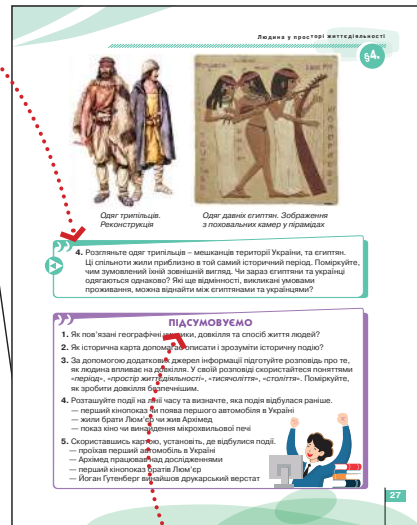 Людина у просторі життєдіяльності
§4.
Одяг трипільців.
Реконструкція
Одяг давніх єгиптян. Зображення
з поховальних камер у пірамідах
4. Розгляньте одяг трипільців – мешканців території України, та єгиптян.
Ці спільноти жили приблизно в той самий історичний період. Поміркуйте,
чим зумовлений їхній зовнішній вигляд. Чи зараз єгиптяни та українці
одягаються однаково? Які ще відмінності, викликані умовами
проживання, можна віднайти між єгиптянами та українцями?
ПІДСУМОВУЄМО
1. Як пов'язані географічні чинники, довкілля та спосіб життя людей?
2. Як історична карта допомагає описати і зрозуміти історичну подію?
3. За допомогою додаткових джерел інформації підготуйте розповідь про те,
як людина впливає на довкілля. У своїй розповіді скористайтеся поняттями
«період», «простір життєдіяльності», «тисячоліття», «століття». Поміркуйте,
як зробити довкілля безпечнішим.
4. Розташуйте події на лінії часу та визначте, яка подія відбулася раніше.
— перший кінопоказ чи поява першого автомобіля в Україні
— жили брати Люм'єр чи жив Архімед
— показ кіно чи винайдення мікрохвильової печі
5. Скориставшись картою, установіть, де відбулися події.
— проїхав перший автомобіль в Україні
— Архімед працював над дослідженнями
— перший кінопоказ братів Люм'єр
— Йоган Гутенберг винайшов друкарський верстат
27